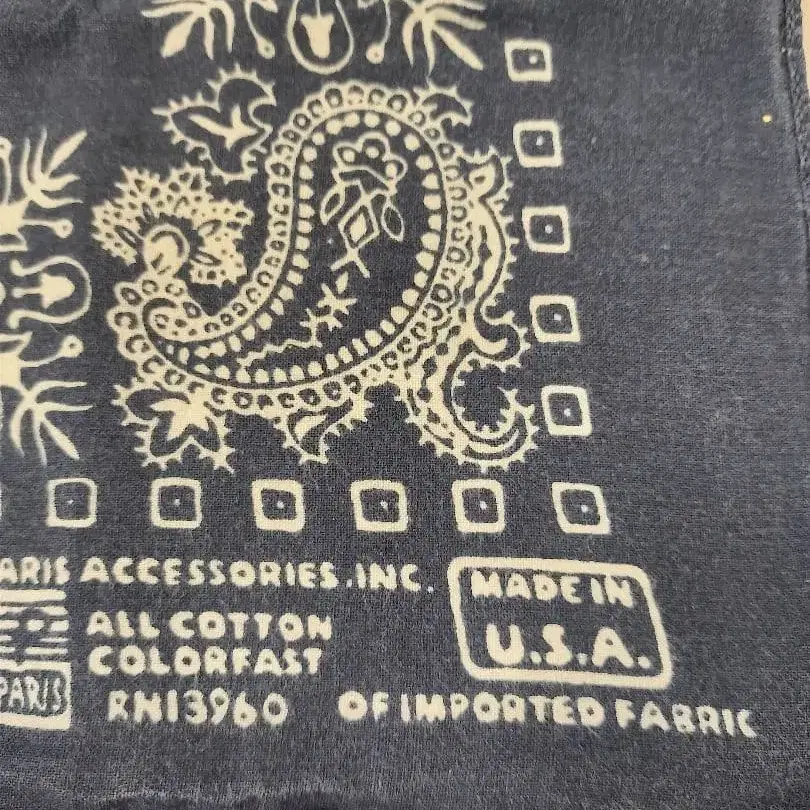 ARIS ACCESSORIES.INC.
MADE IN
U.S.A.
ALL COTTON
COLORFAST
PARIS
RN13960
OF IMPORTED FABRIC